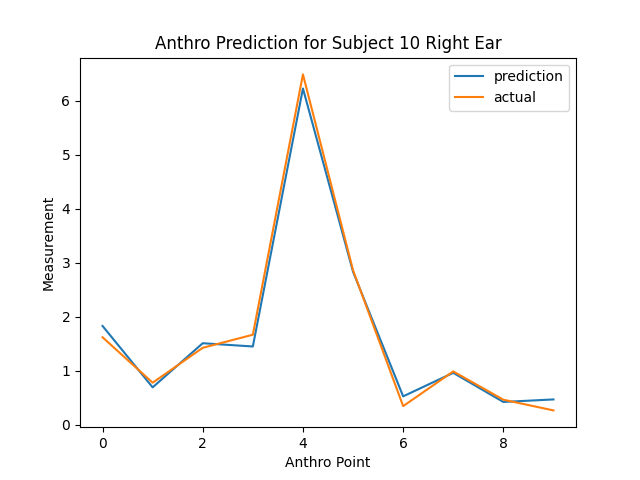 Anthro Prediction for Subject 10 Right Ear
prediction
actual
6
5
4
3
2
1
0
Measurement
0
2
4
6
8
Anthro Point